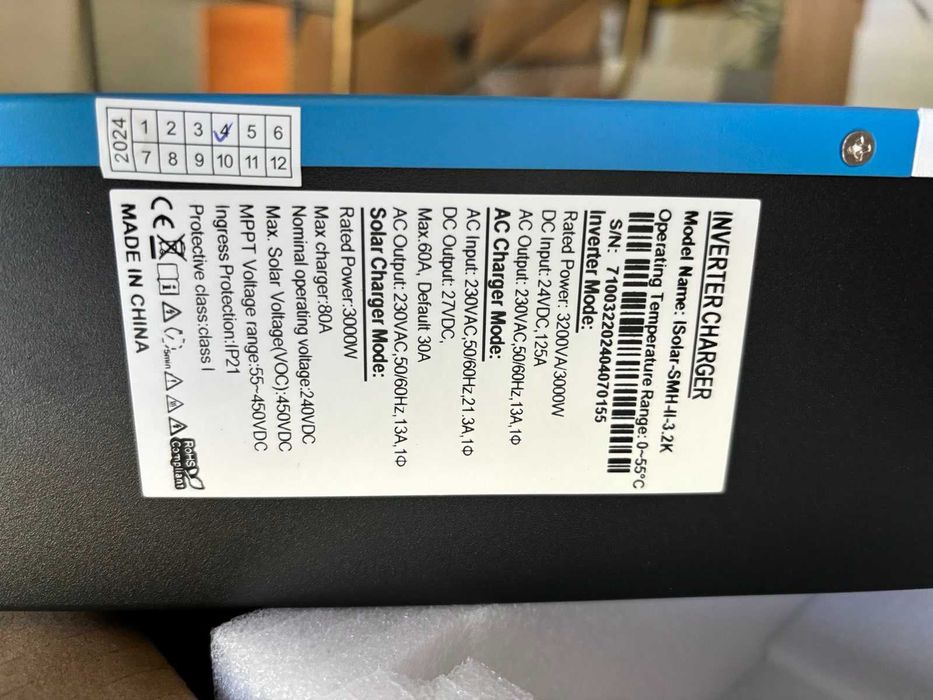 2024 1 2 3 4 5 6
7 8 9 10 11 12
INVERTER CHARGER
Model Name: iSolar-SMH-II-3.2K
Operating Temperature Range: 0~55°C
S/N: 71003220240407O155
Inverter Mode:
Rated Power: 3200VA/3000W
DC Input: 24VDC,125A
AC Output: 230VAC,50/60Hz,13A,1Φ
AC Charger Mode:
AC Input: 230VAC,50/60Hz,21.3A,1Φ
DC Output: 27VDC,
Max.60A, Default 30A
AC Output: 230VAC,50/60Hz,13A,1Φ
Solar Charger Mode:
Rated Power:3000W
Max charger:80A
Nominal operating voltage:240VDC
Max. Solar Voltage(VOC):450VDC
MPPT Voltage range:55~450VDC
Ingress Protection:IP21
Protective class:class I
CE 5min RoHS
Compliant
MADE IN CHINA